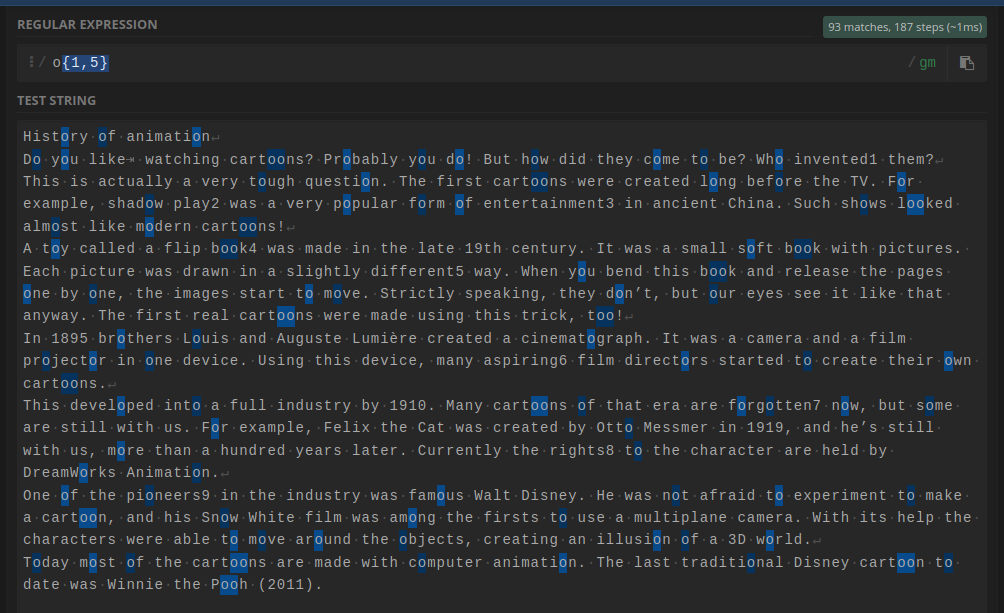 REGULAR EXPRESSION
93 matches, 187 steps (~1ms)
/ o{1,5} / gm
TEST STRING
History of animation
Do you like watching cartoons? Probably you do! But how did they come to be? Who invented1 them?
This is actually a very tough question. The first cartoons were created long before the TV. For
example, shadow play2 was a very popular form of entertainment3 in ancient China. Such shows looked
almost like modern cartoons!
A toy called a flip book4 was made in the late 19th century. It was a small soft book with pictures.
Each picture was drawn in a slightly different5 way. When you bend this book and release the pages
one by one, the images start to move. Strictly speaking, they don’t, but our eyes see it like that
anyway. The first real cartoons were made using this trick, too!
In 1895 brothers Louis and Auguste Lumière created a cinematograph. It was a camera and a film
projector in one device. Using this device, many aspiring6 film directors started to create their own
cartoons.
This developed into a full industry by 1910. Many cartoons of that era are forgotten7 now, but some
are still with us. For example, Felix the Cat was created by Otto Messmer in 1919, and he’s still
with us, more than a hundred years later. Currently the rights8 to the character are held by
DreamWorks Animation.
One of the pioneers9 in the industry was famous Walt Disney. He was not afraid to experiment to make
a cartoon, and his Snow White film was among the firsts to use a multiplane camera. With its help the
characters were able to move around the objects, creating an illusion of a 3D world.
Today most of the cartoons are made with computer animation. The last traditional Disney cartoon to
date was Winnie the Pooh (2011).